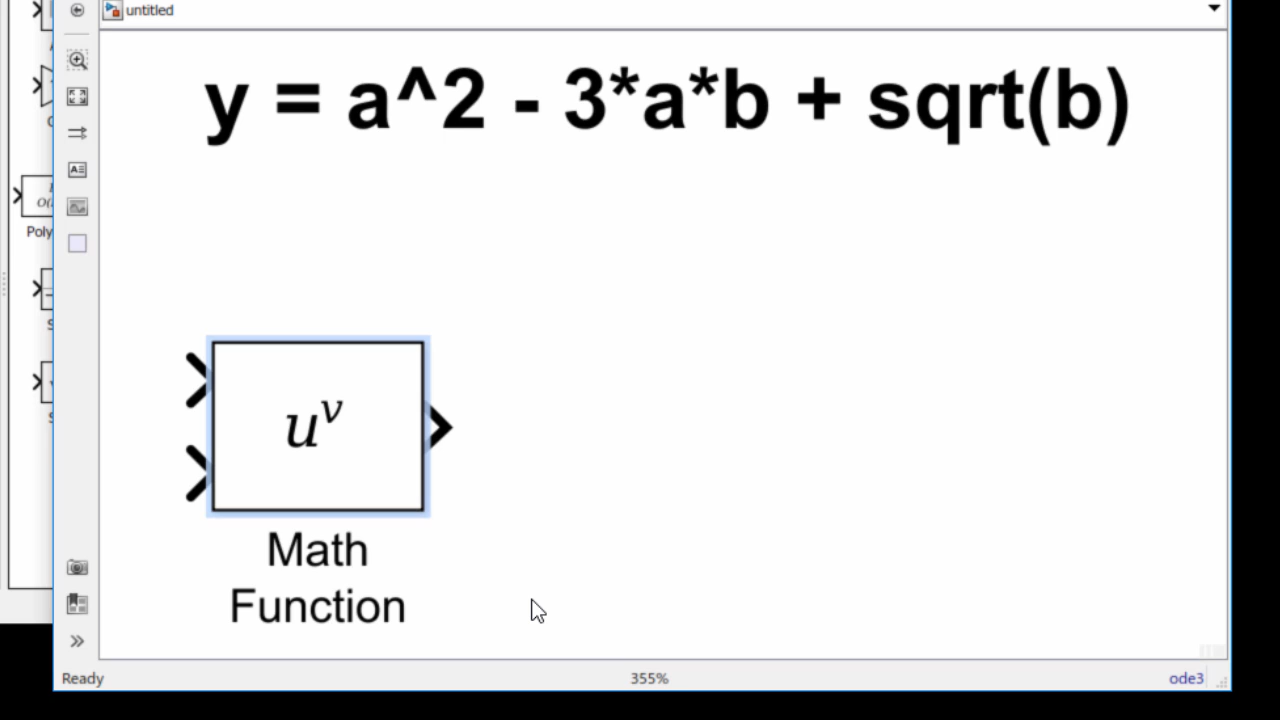 untitled
y = a^2 - 3*a*b + sqrt(b)
Poly
u^v
Math
Function
Ready
355%
ode3